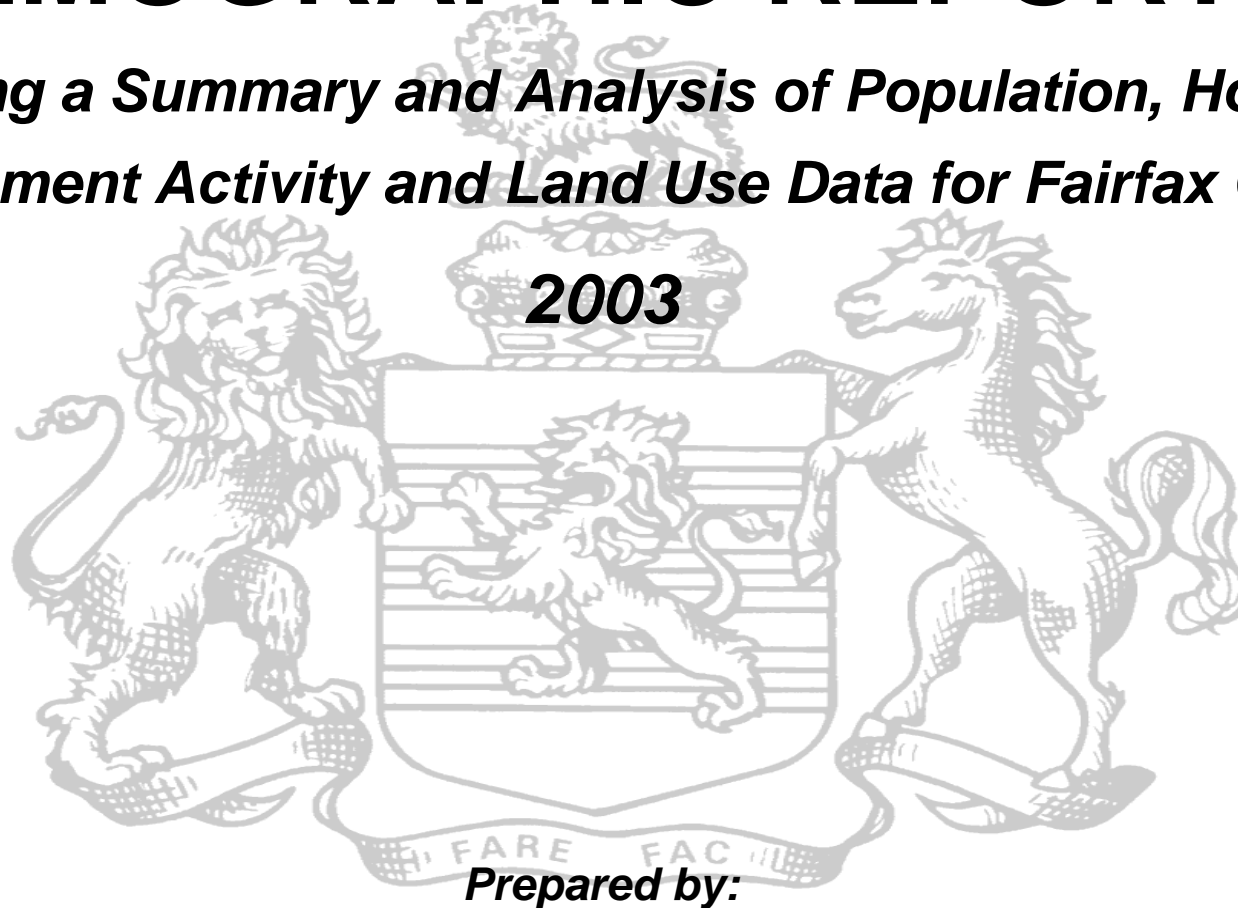 ng a Summary and Analysis of Population, Ho
ment Activity and Land Use Data for Fairfax
2003
FARE FAC
Prepared by: